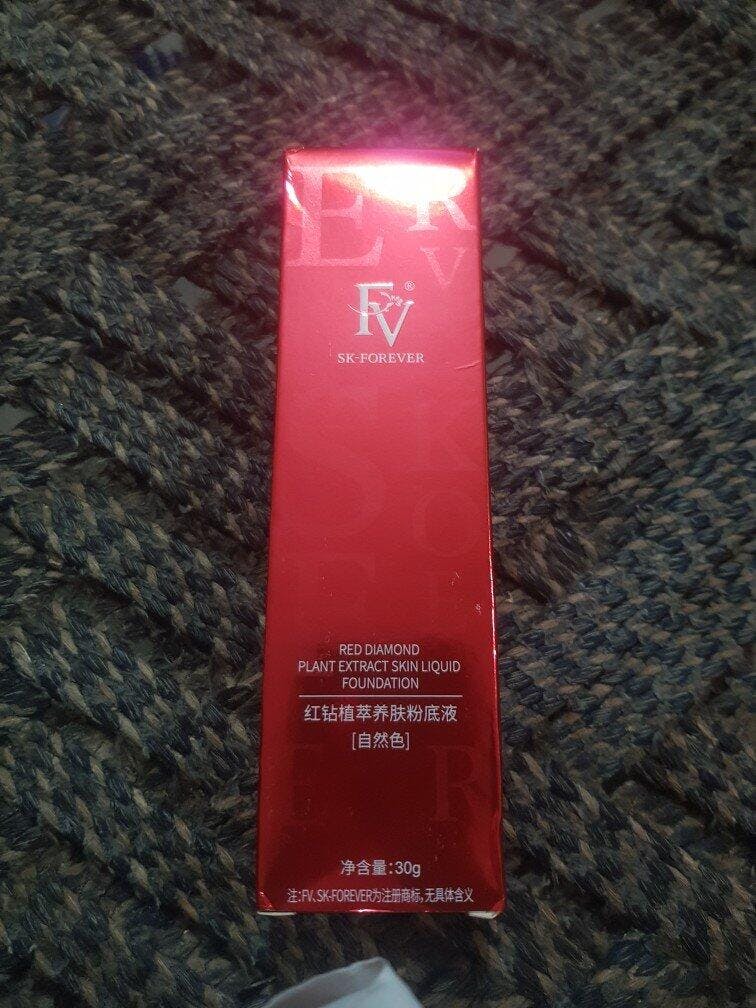 E R
V
FV®
SK-FOREVER
S K
O
F E
RED DIAMOND
PLANT EXTRACT SKIN LIQUID
FOUNDATION
红钻植萃养肤粉底液
[自然色]
E R
净含量:30g
注:FV、SK-FOREVER为注册商标,无具体含义